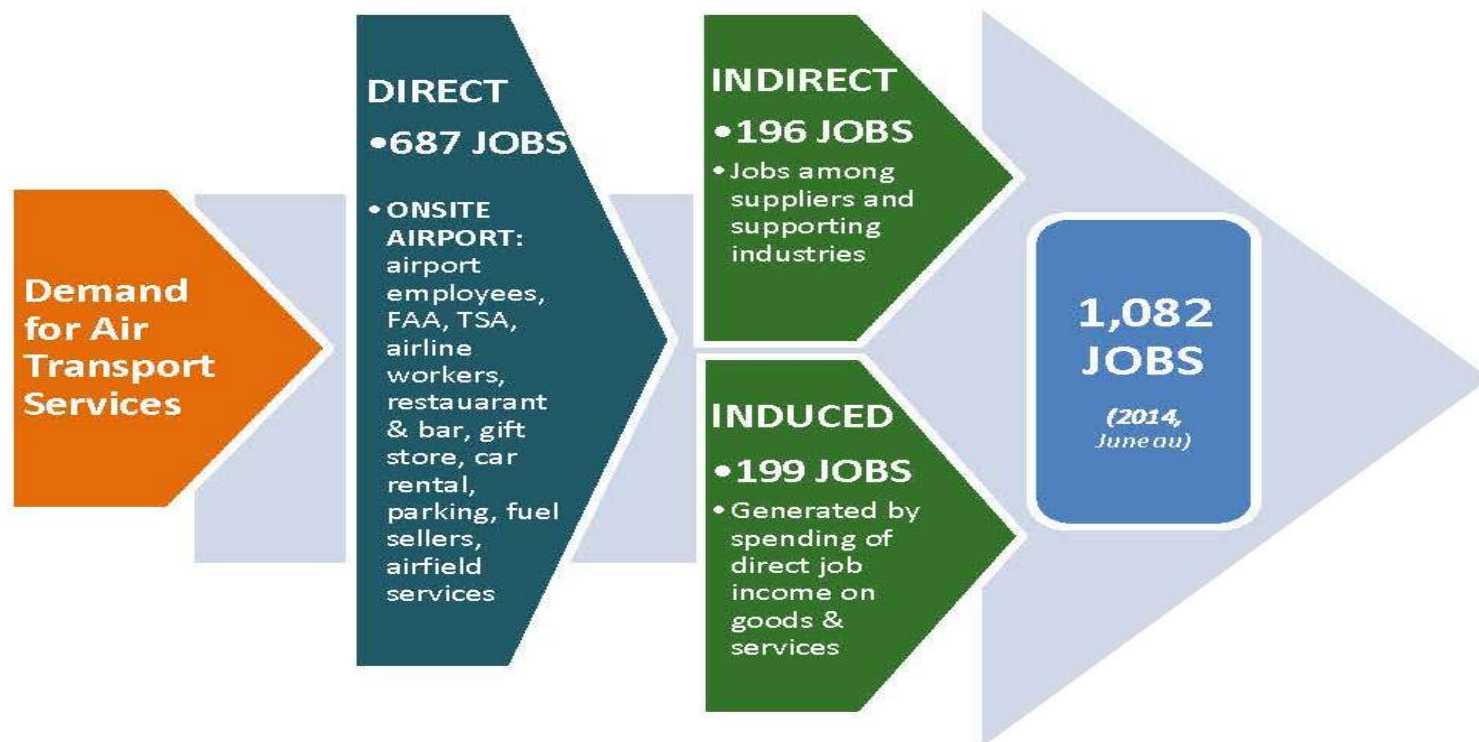 Demand
for Air
Transport
Services
DIRECT
•687 JOBS
• ONSITE
AIRPORT:
airport
employees,
FAA, TSA,
airline
workers,
restauarant
& bar, gift
store, car
rental,
parking, fuel
sellers,
airfield
services
INDIRECT
•196 JOBS
• Jobs among
suppliers and
supporting
industries
INDUCED
•199 JOBS
• Generated by
spending of
direct job
income on
goods &
services
1,082
JOBS
(2014,
Juneau)